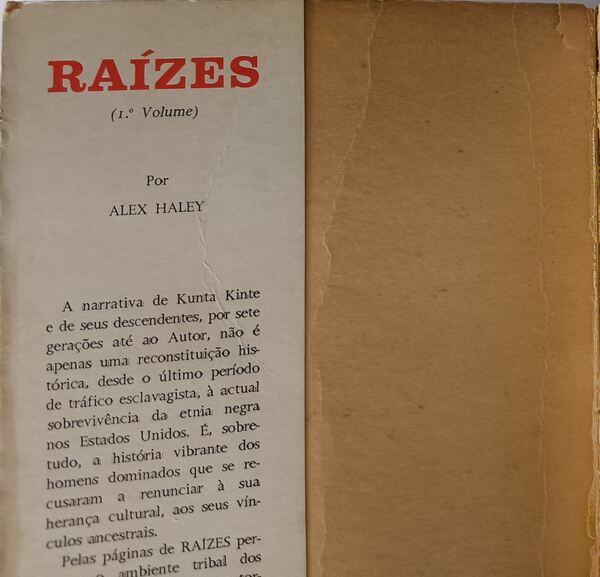 RAÍZES
(1.º Volume)
Por
ALEX HALEY
A narrativa de Kunta Kinte
e de seus descendentes, por sete
gerações até ao Autor, não é
apenas uma reconstituição his-
tórica, desde o último período
de tráfico esclavagista, à actual
sobrevivência da etnia negra
nos Estados Unidos. É, sobre-
tudo, a história vibrante dos
homens dominados que se re-
cusaram a renunciar à sua
herança cultural, aos seus vín-
culos ancestrais.
Pelas páginas de RAÍZES per-
ambiente tribal dos